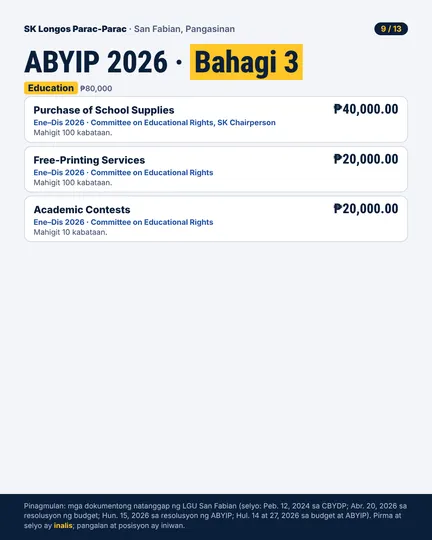 SK Longos Parac-Parac · San Fabian, Pangasinan
9 / 13
ABYIP 2026 · Bahagi 3
Education ₱80,000
Purchase of School Supplies ₱40,000.00
Ene–Dis 2026 · Committee on Educational Rights, SK Chairperson
Mahigit 100 kabataan.
Free-Printing Services ₱20,000.00
Ene–Dis 2026 · Committee on Educational Rights
Mahigit 100 kabataan.
Academic Contests ₱20,000.00
Ene–Dis 2026 · Committee on Educational Rights
Mahigit 10 kabataan.
Pinagmulan: mga dokumentong natanggap ng LGU San Fabian (selyo: Peb. 12, 2024 sa CBYDP; Abr. 20, 2026 sa
resolusyon ng budget; Hun. 15, 2026 sa resolusyon ng ABYIP; Hul. 14 at 27, 2026 sa budget at ABYIP). Pirma at
selyo ay inalis; pangalan at posisyon ay iniwan.